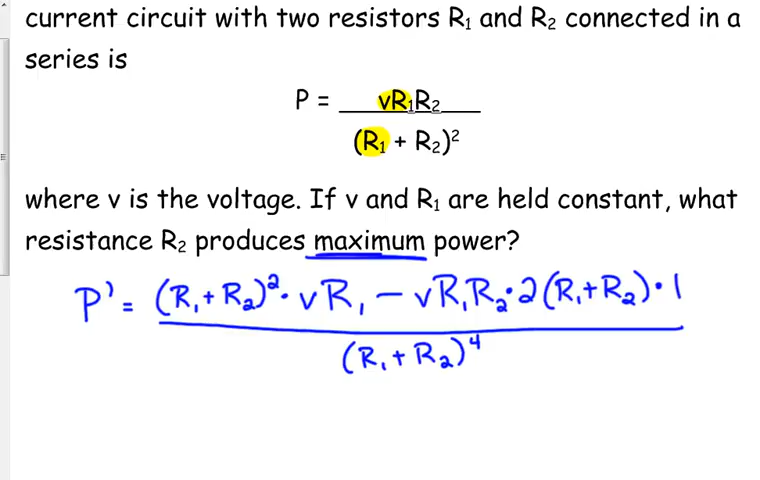 current circuit with two resistors R₁ and R₂ connected in a
series is
P = vR₁R₂
(R₁ + R₂)²
where v is the voltage. If v and R₁ are held constant, what
resistance R₂ produces maximum power?
P' = (R₁+R₂)²·vR₁ - vR₁R₂·2(R₁+R₂)·1
(R₁+R₂)⁴